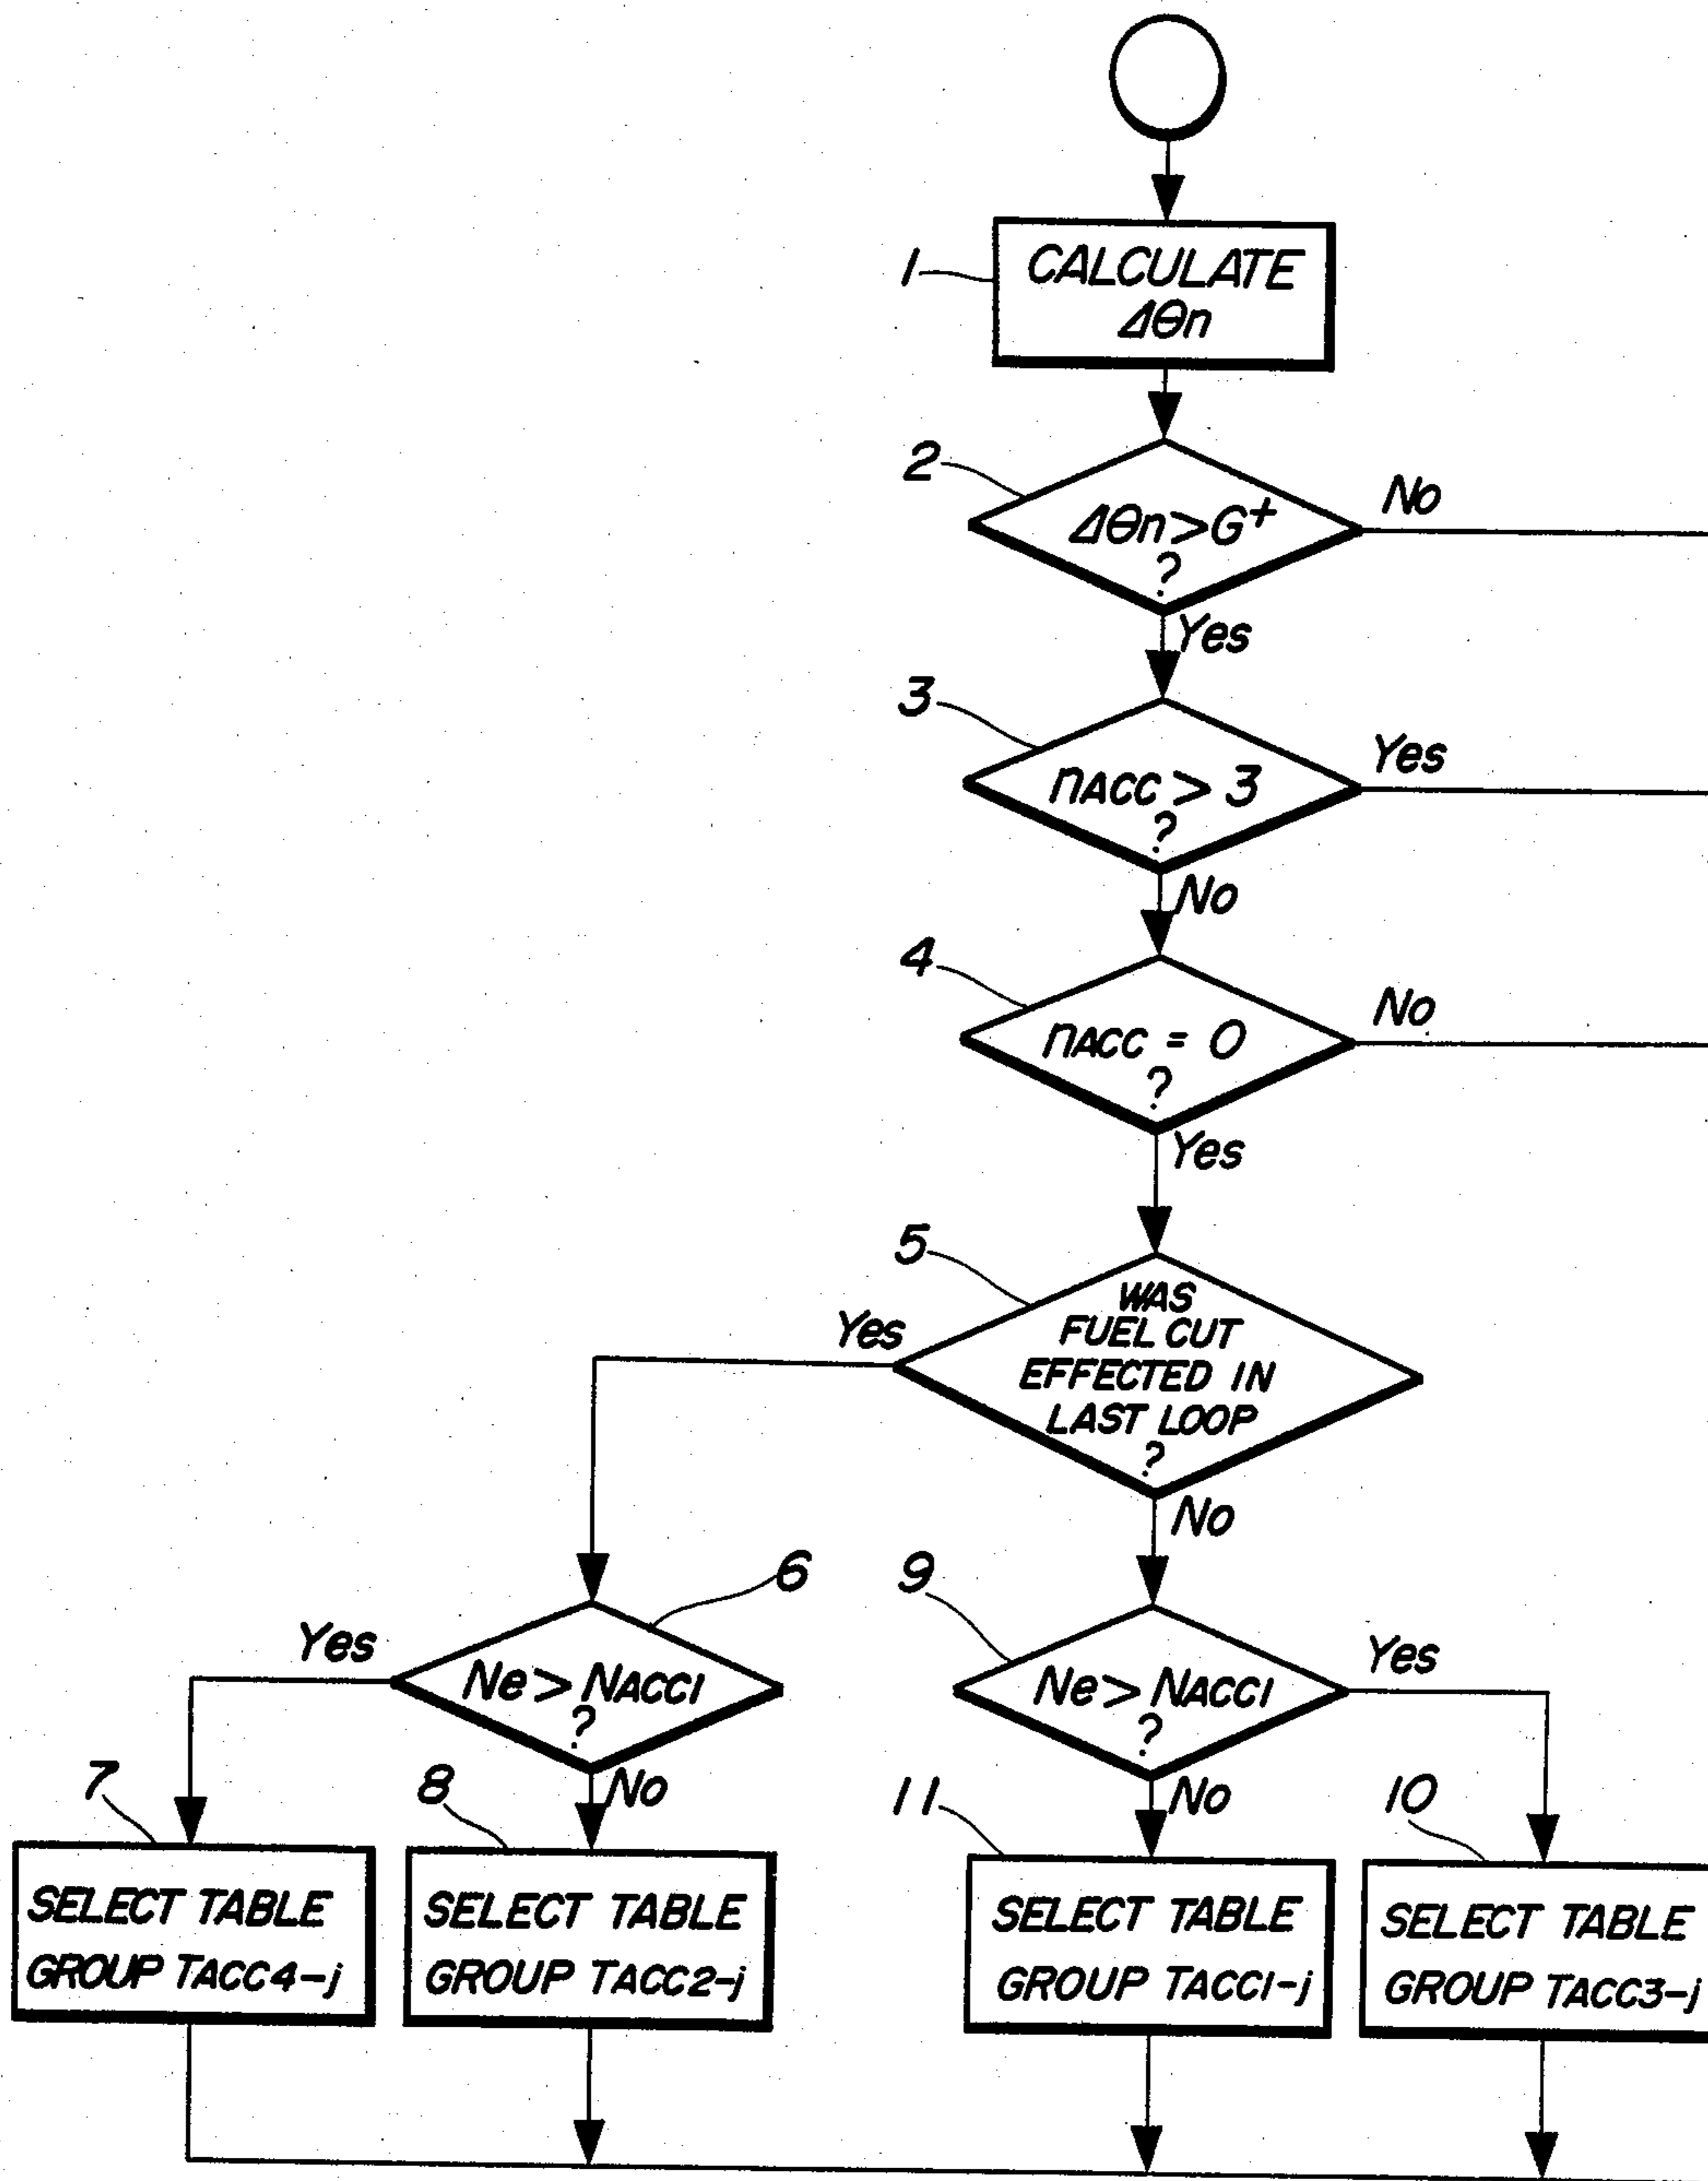 1
CALCULATE
ΔΘn
2
ΔΘn>G+
?
No
Yes
3
nACC > 3
?
Yes
No
4
nACC = 0
?
No
Yes
5
WAS
FUEL CUT
EFFECTED IN
LAST LOOP
?
Yes
No
6
Ne > NACC1
?
Yes
No
9
Ne > NACC1
?
Yes
No
7
SELECT TABLE
GROUP TACC4-j
8
SELECT TABLE
GROUP TACC2-j
11
SELECT TABLE
GROUP TACC1-j
10
SELECT TABLE
GROUP TACC3-j